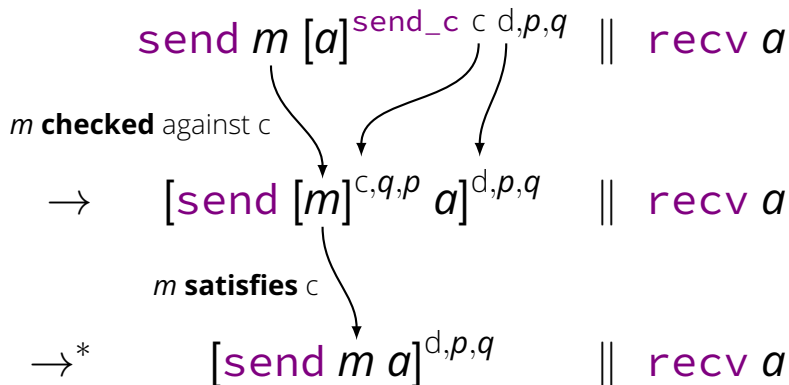 send m [a]^send_c c d,p,q ∥ recv a
m checked against c
→ [send [m]^c,q,p a]^d,p,q ∥ recv a
m satisfies c
→* [send m a]^d,p,q ∥ recv a